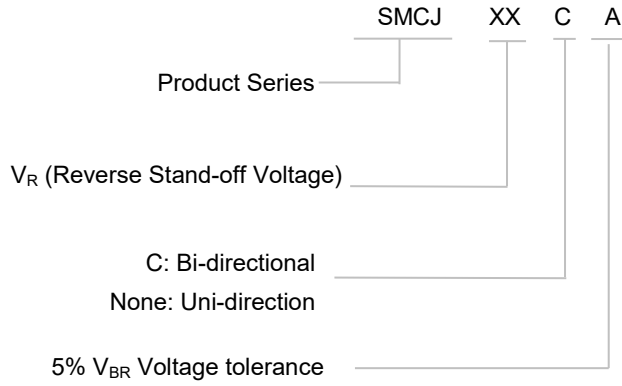 SMCJ XX C A
Product Series
VR (Reverse Stand-off Voltage)
C: Bi-directional
None: Uni-direction
5% VBR Voltage tolerance